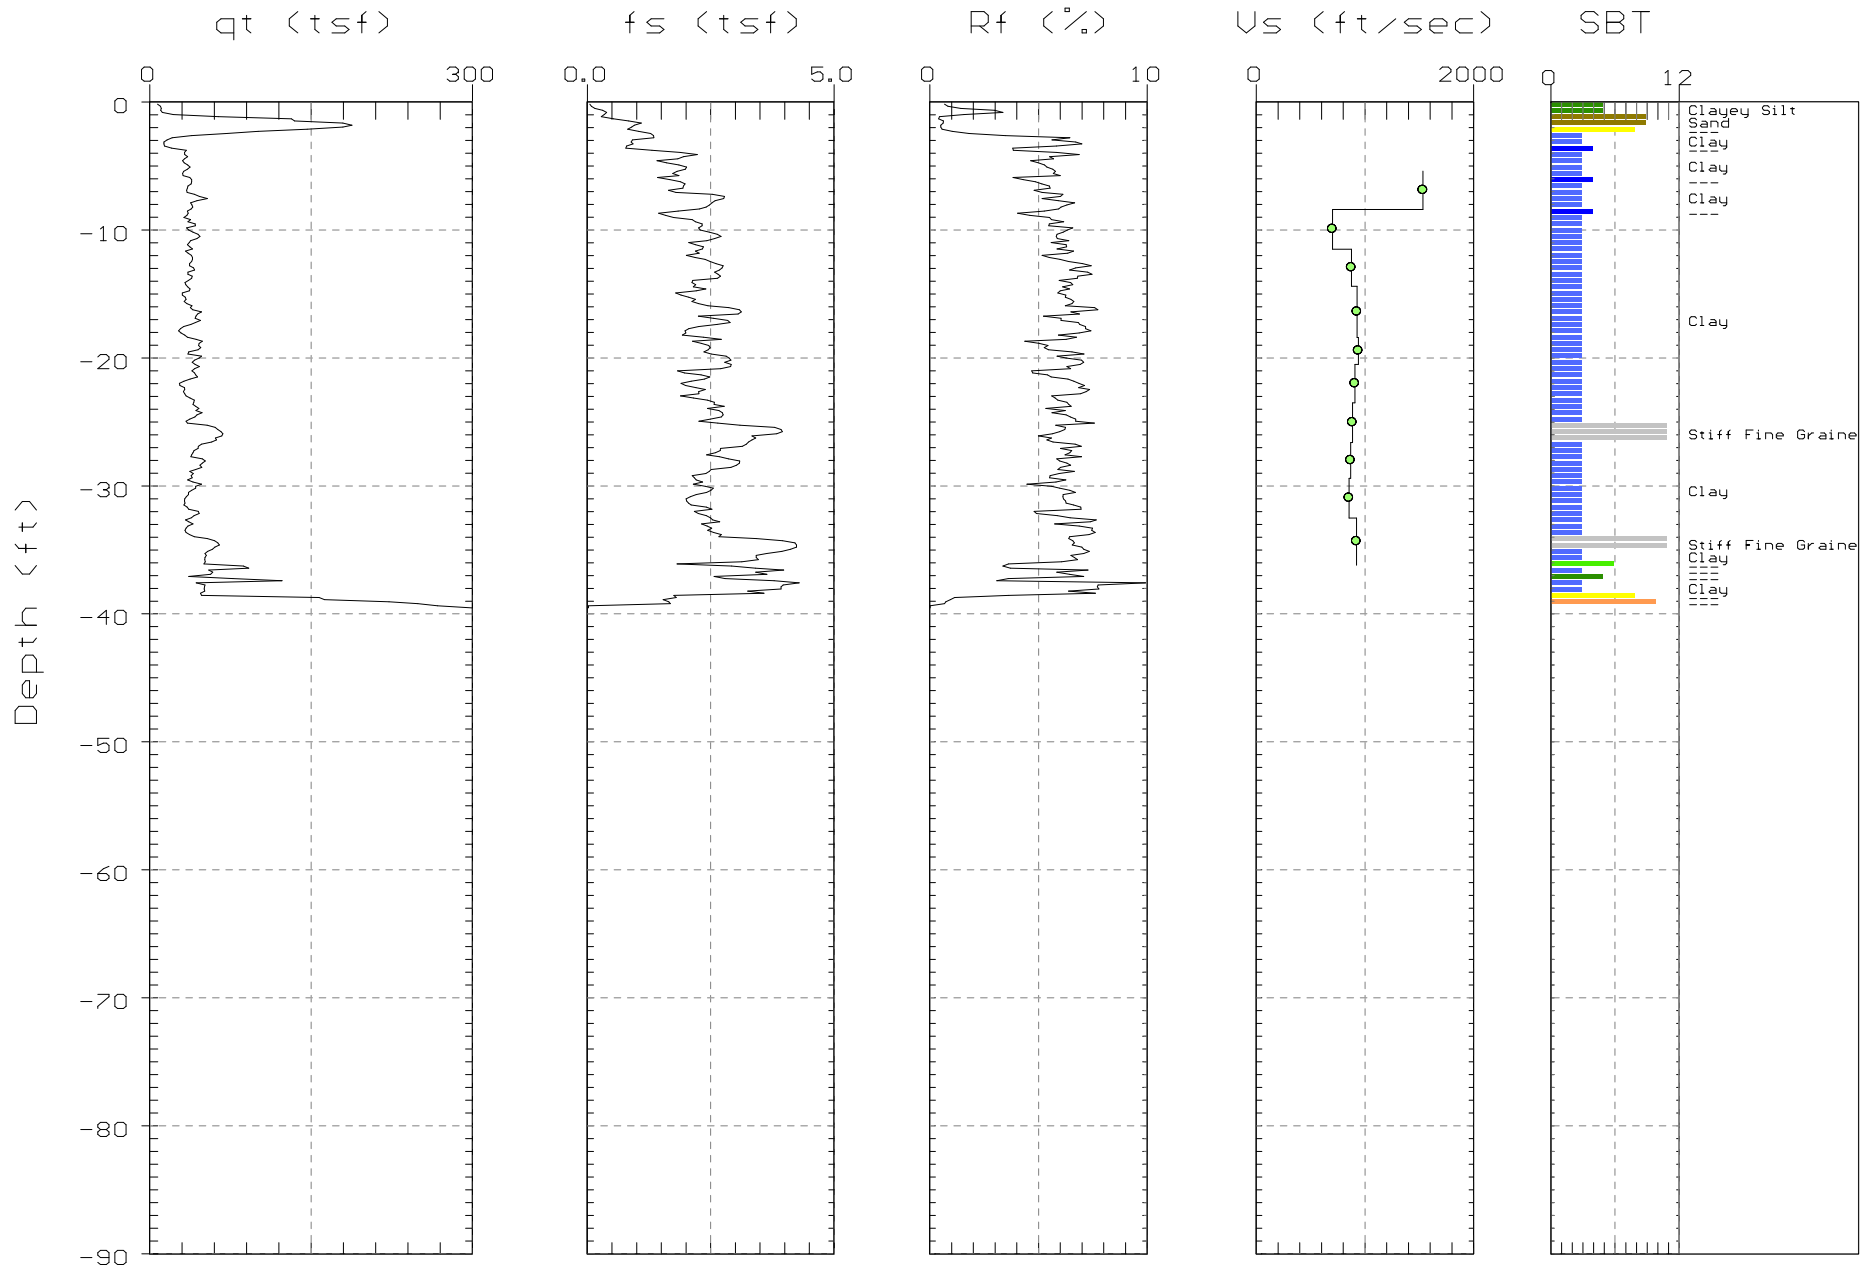 qt (tsf) fs (tsf) Rf (%) Vs (ft/sec) SBT
0 300 0.0 5.0 0 10 0 2000 0 12
Depth (ft)
0
-10
-20
-30
-40
-50
-60
-70
-80
-90
Clayey Silt
Sand
---
Clay
---
Clay
---
Clay
---
Clay
Stiff Fine Graine
Clay
Stiff Fine Graine
Clay
---
---
---
Clay
---
---